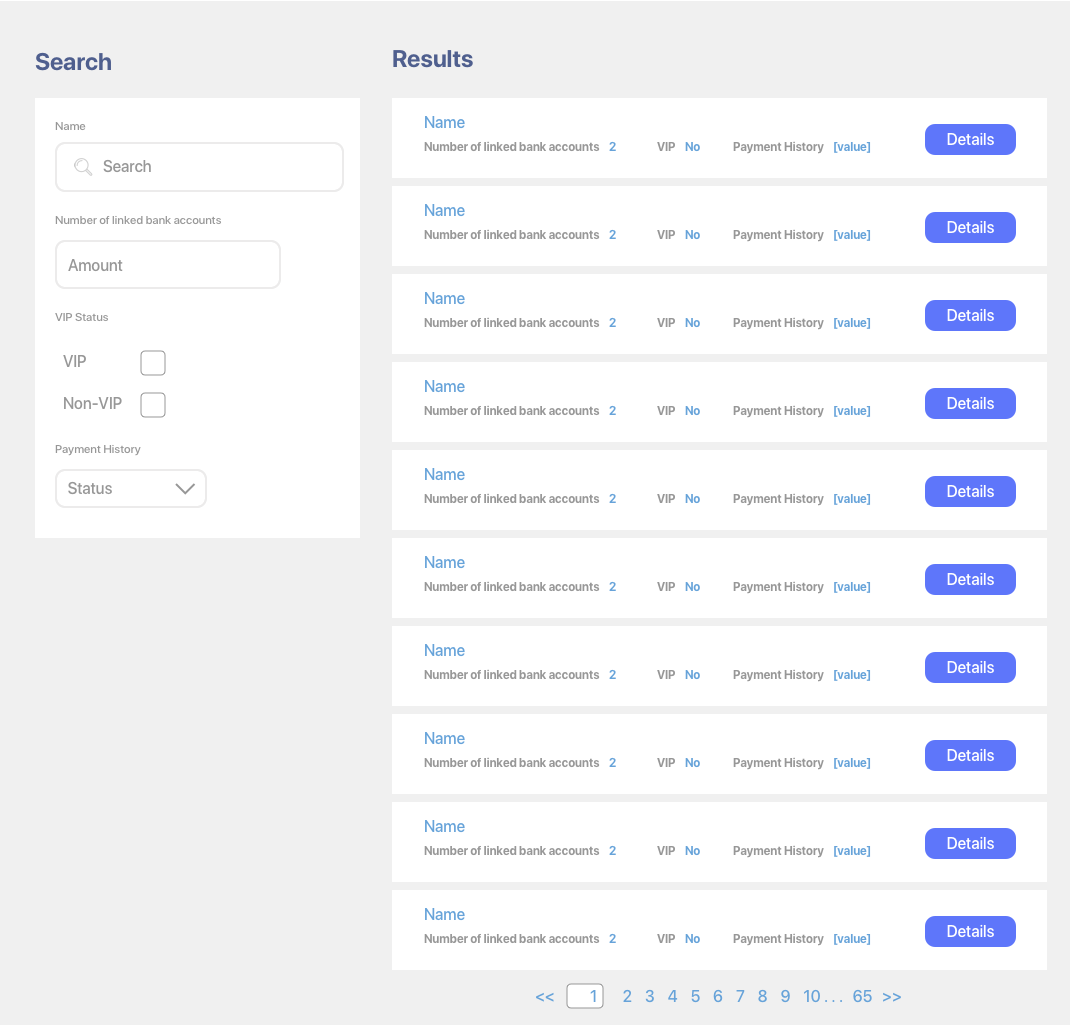 Search
Name
Search
Number of linked bank accounts
Amount
VIP Status
VIP
Non-VIP
Payment History
Status
Results
Name
Number of linked bank accounts 2 VIP No Payment History [value]
Details
Name
Number of linked bank accounts 2 VIP No Payment History [value]
Details
Name
Number of linked bank accounts 2 VIP No Payment History [value]
Details
Name
Number of linked bank accounts 2 VIP No Payment History [value]
Details
Name
Number of linked bank accounts 2 VIP No Payment History [value]
Details
Name
Number of linked bank accounts 2 VIP No Payment History [value]
Details
Name
Number of linked bank accounts 2 VIP No Payment History [value]
Details
Name
Number of linked bank accounts 2 VIP No Payment History [value]
Details
Name
Number of linked bank accounts 2 VIP No Payment History [value]
Details
Name
Number of linked bank accounts 2 VIP No Payment History [value]
Details
<< 1 2 3 4 5 6 7 8 9 10 . . . 65 >>